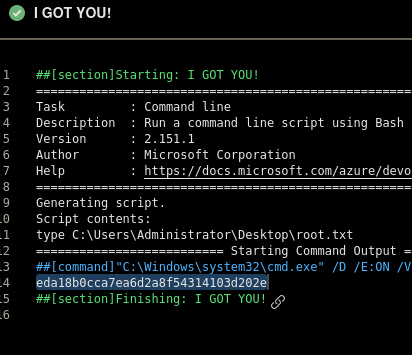 I GOT YOU!
1 ##[section]Starting: I GOT YOU!
2 ====================================================
3 Task : Command line
4 Description : Run a command line script using Bash
5 Version : 2.151.1
6 Author : Microsoft Corporation
7 Help : https://docs.microsoft.com/azure/devo
8 ====================================================
9 Generating script.
10 Script contents:
11 type C:\Users\Administrator\Desktop\root.txt
12 ========================== Starting Command Output =
13 ##[command]"C:\Windows\system32\cmd.exe" /D /E:ON /V
14 eda18b0cca7ea6d2a8f54314103d202e
15 ##[section]Finishing: I GOT YOU!
16